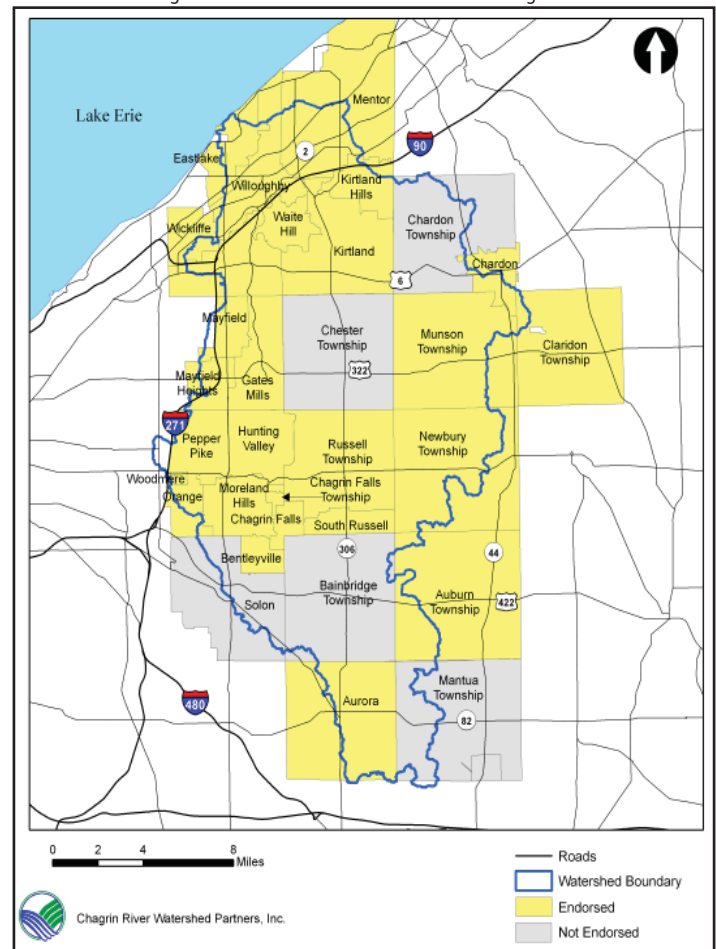 Mentor
Lake Erie
90
2
Eastlake
Willoughby
Kirtland
Hills
Waite
Hill
Wickliffe
Chardon
Township
Kirtland
Chardon
6
Mayfield
Chester
Township
Munson
Township
Claridon
Township
322
Mayfield
Heights
Gates
Mills
271
Pepper
Pike
Hunting
Valley
Russell
Township
Newbury
Township
Woodmere
Orange
Moreland
Hills
Chagrin Falls
Township
Chagrin Falls
South Russell
306
44
Bentleyville
Bainbridge
Township
Auburn
Township
422
Solon
Mantua
Township
480
Aurora
82
0 2 4 8
Miles
Roads
Watershed Boundary
Endorsed
Not Endorsed
Chagrin River Watershed Partners, Inc.